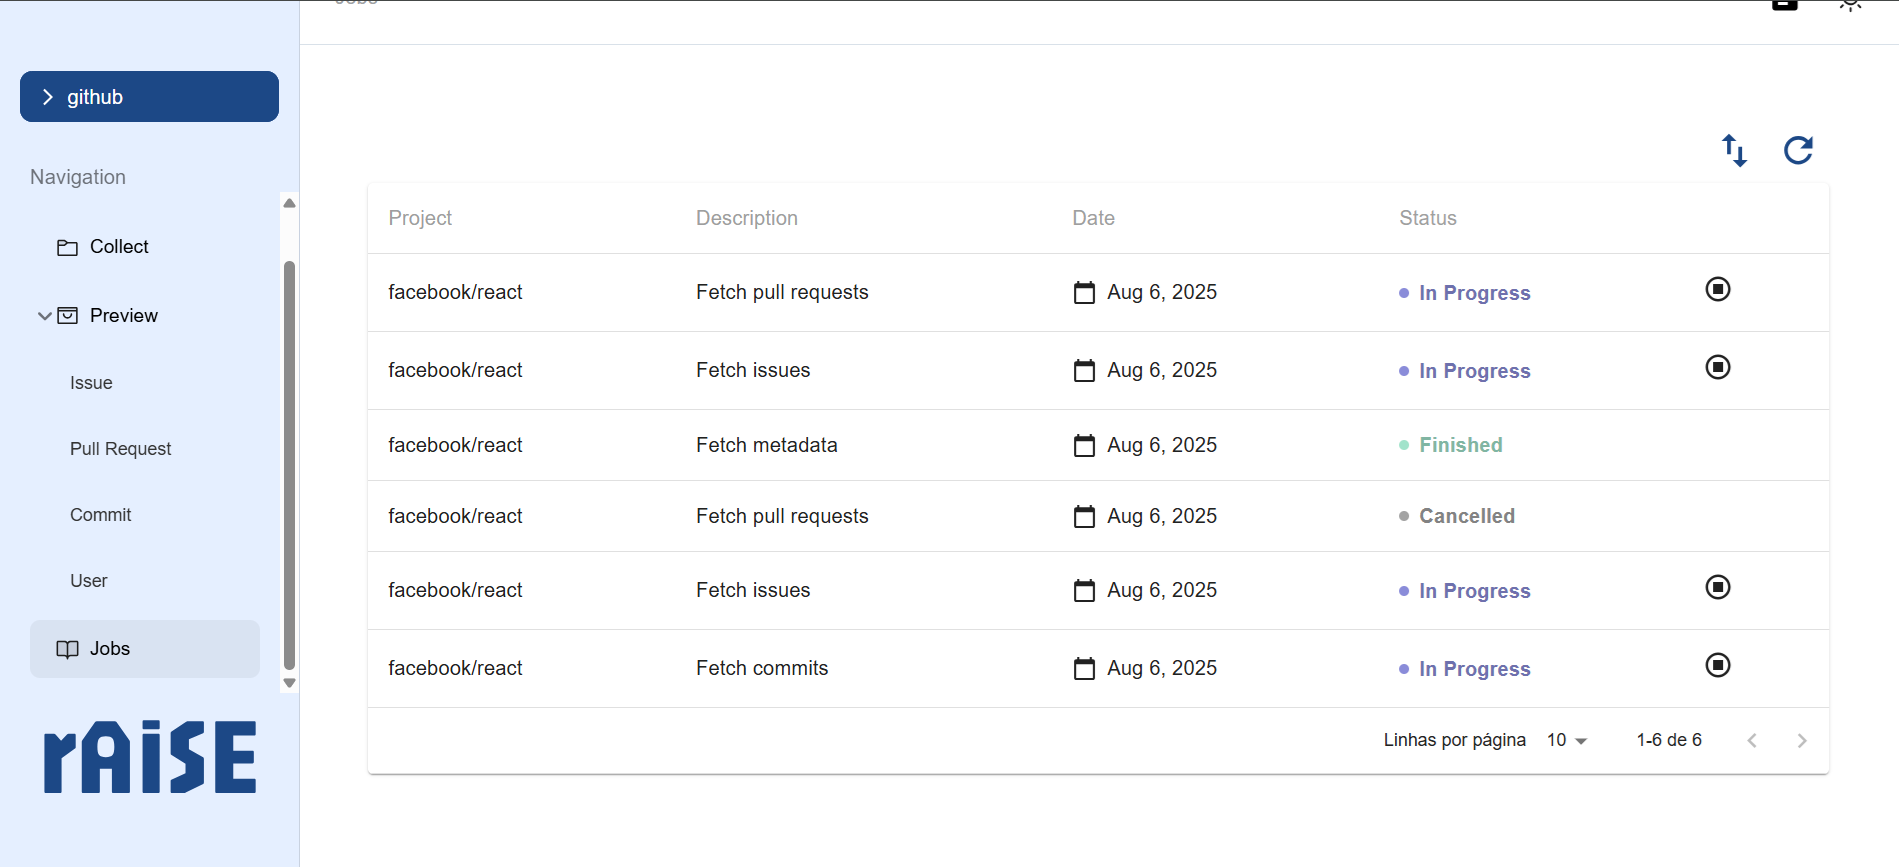 Jobs
github
Navigation
Collect
Preview
Issue
Pull Request
Commit
User
Jobs
rAiSE
Project Description Date Status
facebook/react Fetch pull requests Aug 6, 2025 In Progress
facebook/react Fetch issues Aug 6, 2025 In Progress
facebook/react Fetch metadata Aug 6, 2025 Finished
facebook/react Fetch pull requests Aug 6, 2025 Cancelled
facebook/react Fetch issues Aug 6, 2025 In Progress
facebook/react Fetch commits Aug 6, 2025 In Progress
Linhas por página 10 1-6 de 6